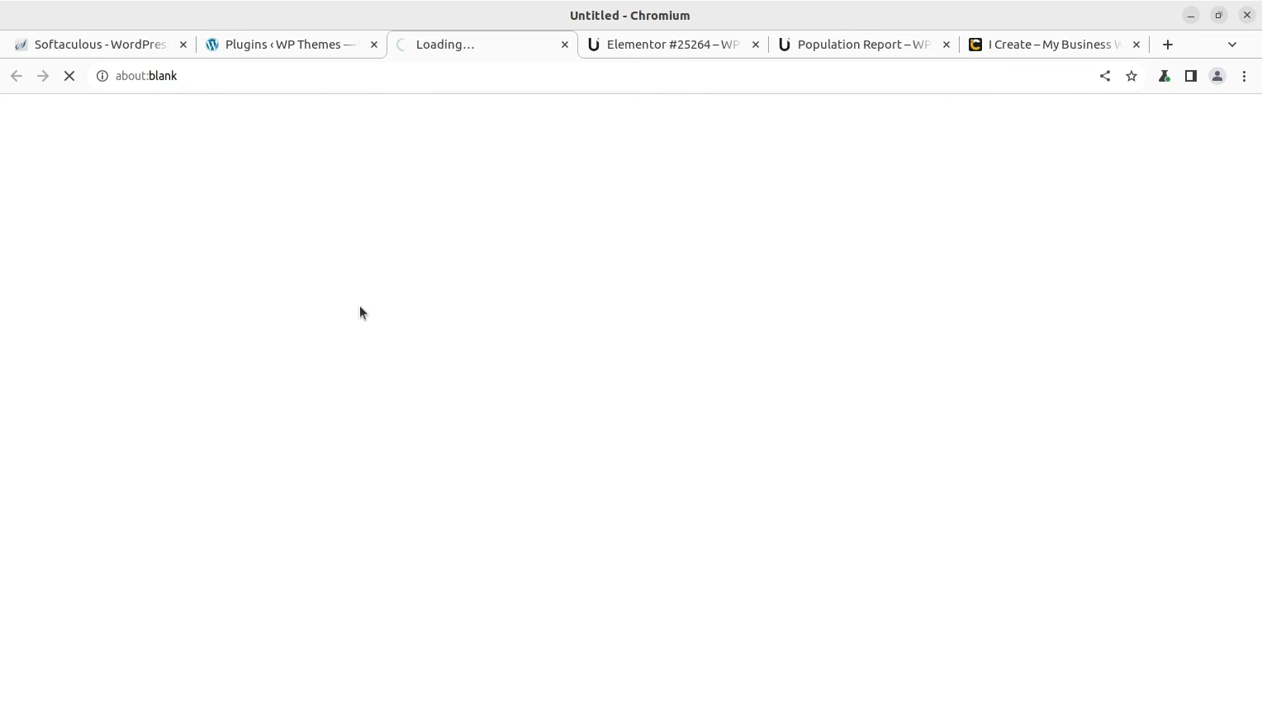 Untitled - Chromium
Softaculous - WordPres
Plugins ‹ WP Themes —
Loading...
Elementor #25264 – WP
Population Report – WP
I Create – My Business W
about:blank